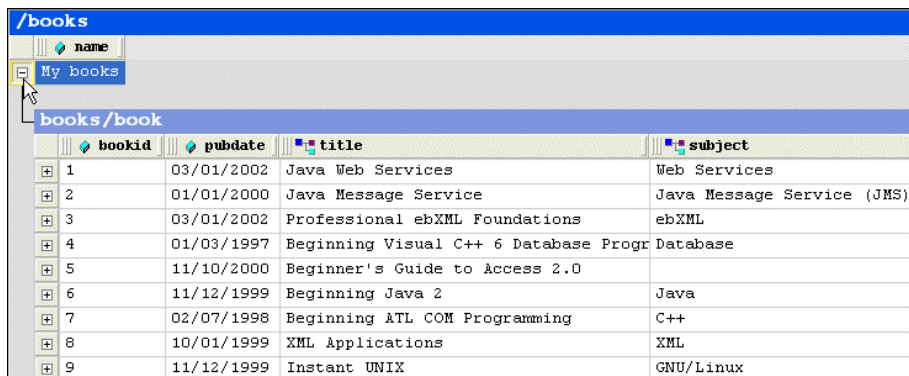 /books
name
My books
books/book
bookid pubdate title subject
1 03/01/2002 Java Web Services Web Services
2 01/01/2000 Java Message Service Java Message Service (JMS)
3 03/01/2002 Professional ebXML Foundations ebXML
4 01/03/1997 Beginning Visual C++ 6 Database Progr Database
5 11/10/2000 Beginner's Guide to Access 2.0
6 11/12/1999 Beginning Java 2 Java
7 02/07/1998 Beginning ATL COM Programming C++
8 10/01/1999 XML Applications XML
9 11/12/1999 Instant UNIX GNU/Linux